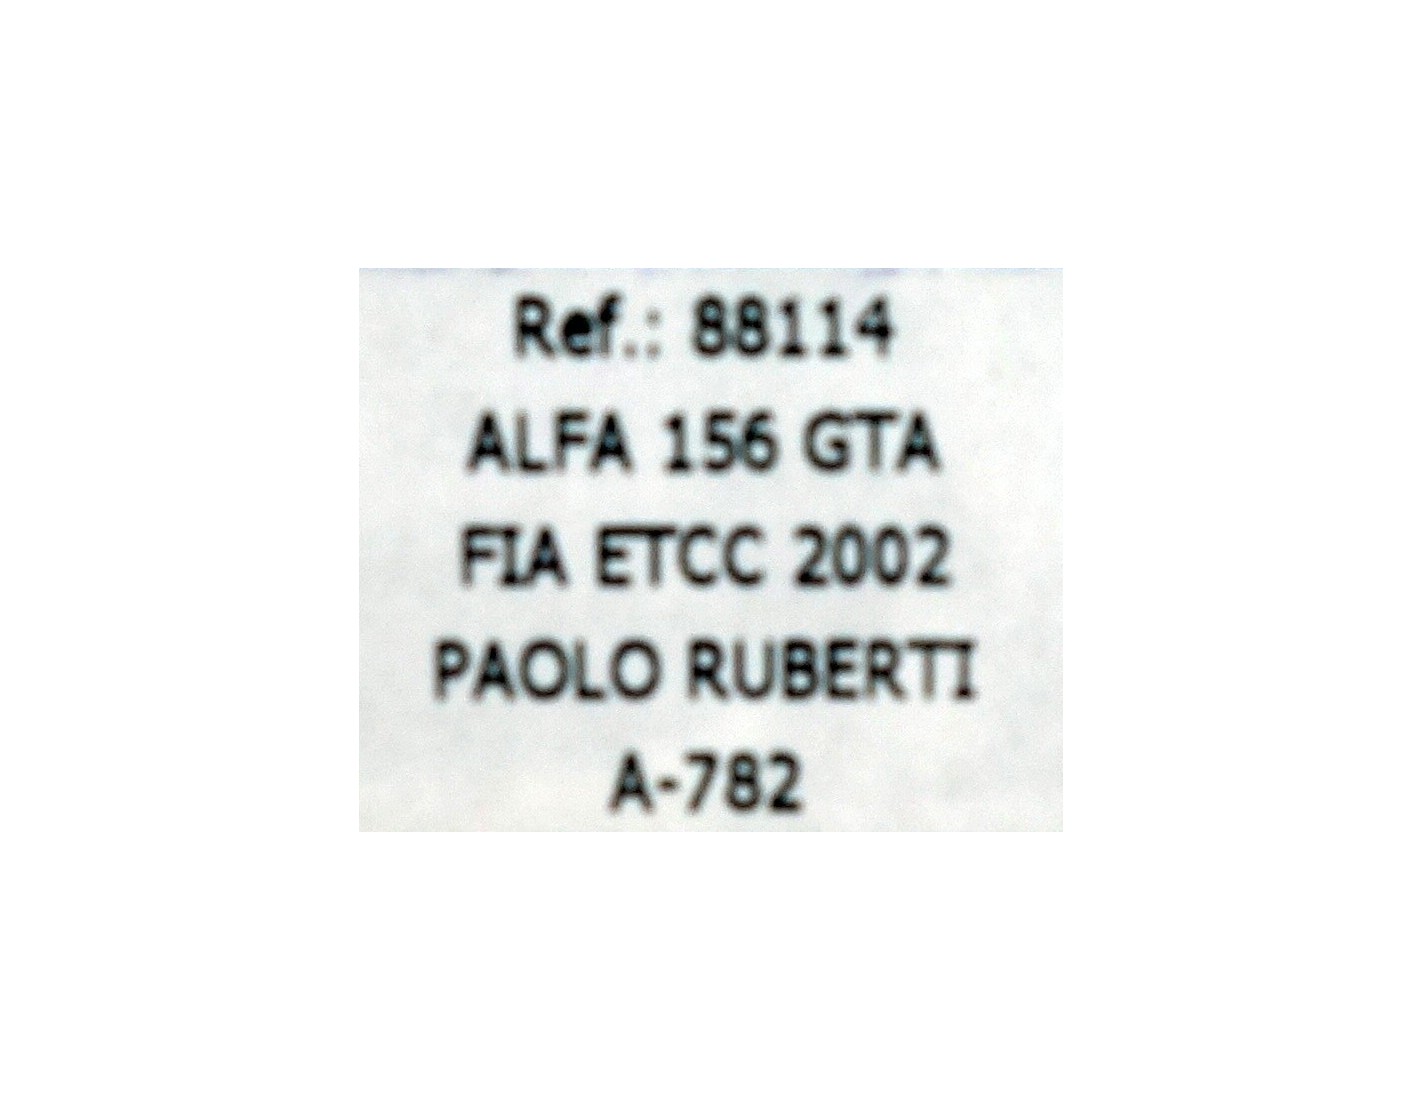 Ref.: 88114
ALFA 156 GTA
FIA ETCC 2002
PAOLO RUBERTI
A-782